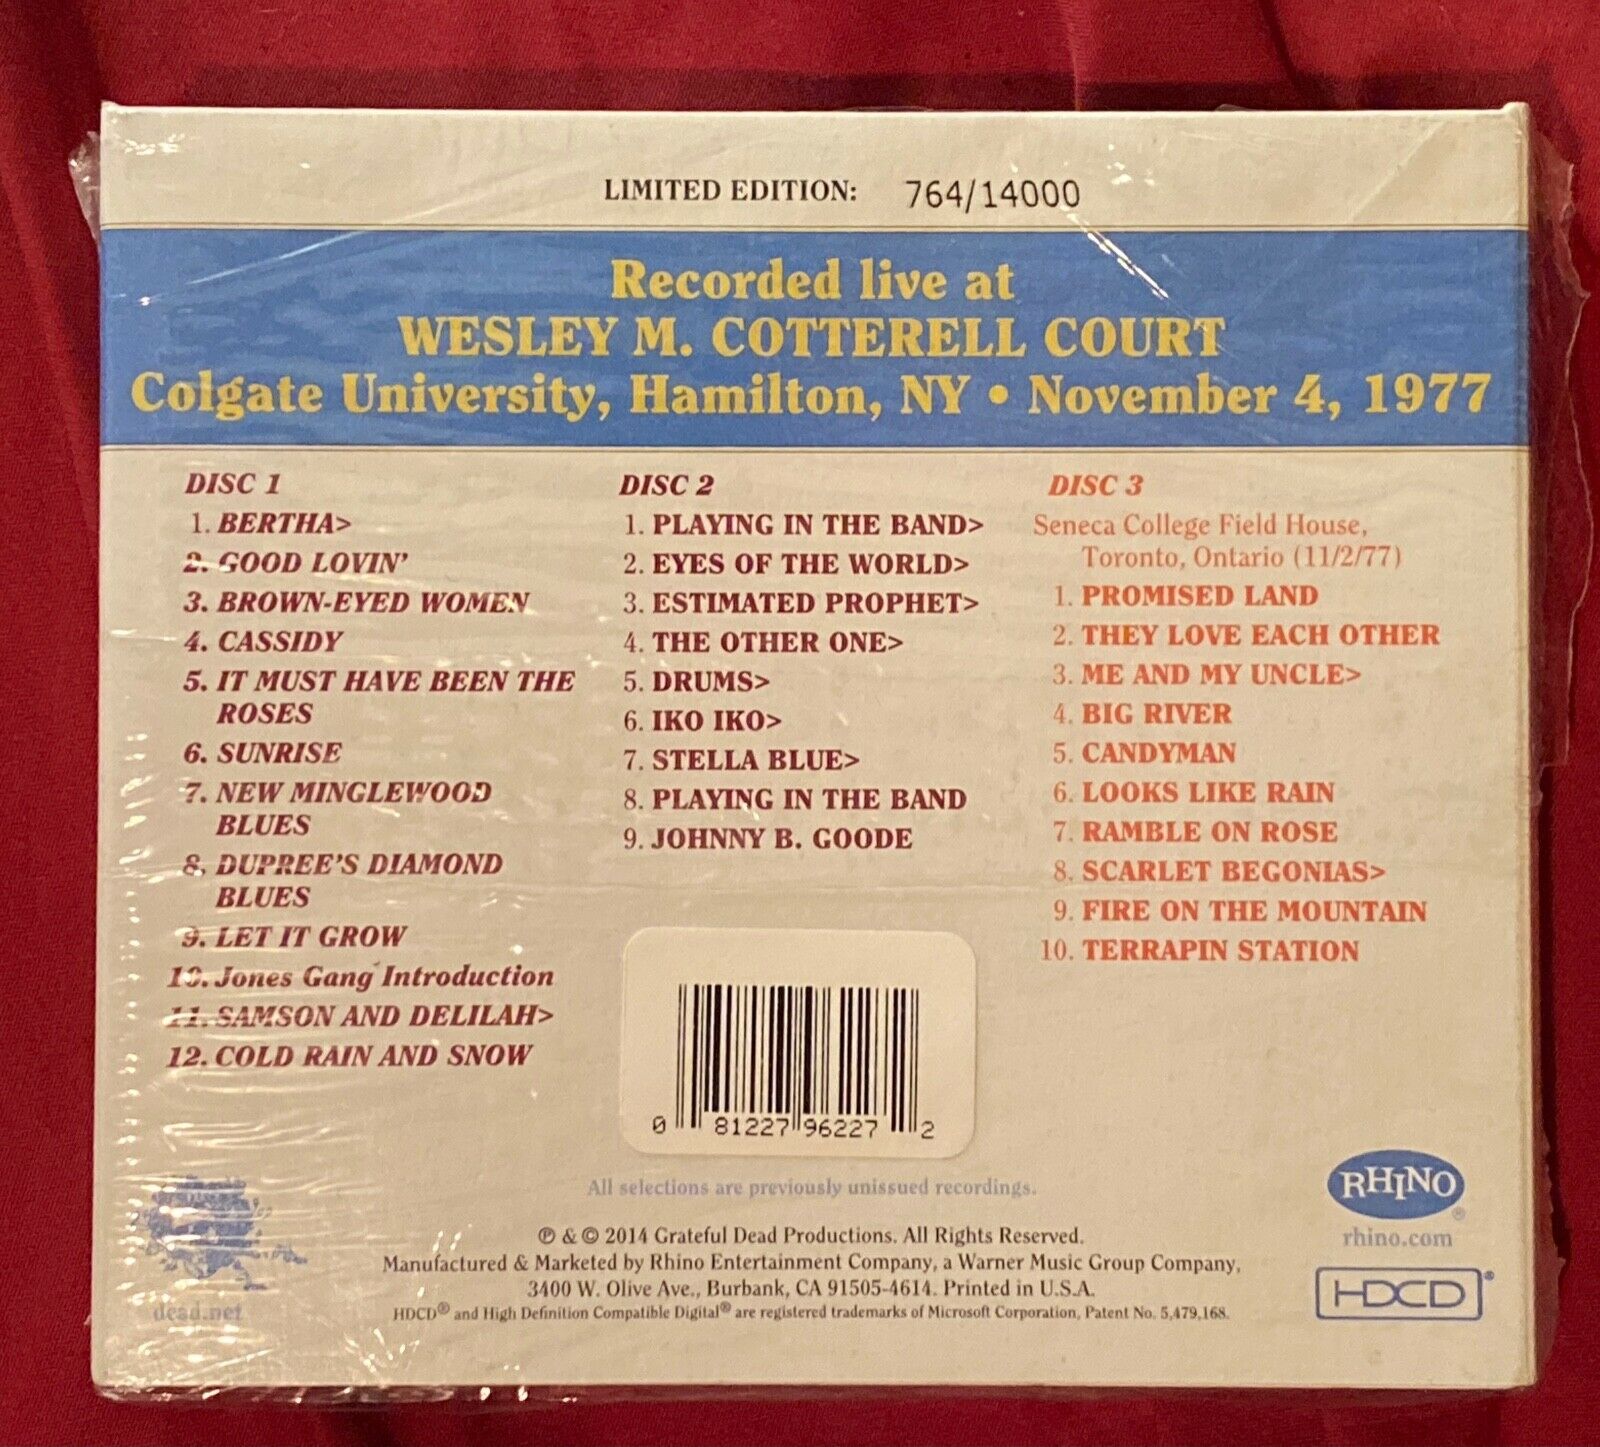 LIMITED EDITION: 764/14000
Recorded live at
WESLEY M. COTTERELL COURT
Colgate University, Hamilton, NY • November 4, 1977
DISC 1
1. BERTHA>
2. GOOD LOVIN'
3. BROWN-EYED WOMEN
4. CASSIDY
5. IT MUST HAVE BEEN THE
ROSES
6. SUNRISE
7. NEW MINGLEWOOD
BLUES
8. DUPREE'S DIAMOND
BLUES
9. LET IT GROW
10. Jones Gang Introduction
11. SAMSON AND DELILAH>
12. COLD RAIN AND SNOW
DISC 2
1. PLAYING IN THE BAND>
2. EYES OF THE WORLD>
3. ESTIMATED PROPHET>
4. THE OTHER ONE>
5. DRUMS>
6. IKO IKO>
7. STELLA BLUE>
8. PLAYING IN THE BAND
9. JOHNNY B. GOODE
DISC 3
Seneca College Field House,
Toronto, Ontario (11/2/77)
1. PROMISED LAND
2. THEY LOVE EACH OTHER
3. ME AND MY UNCLE>
4. BIG RIVER
5. CANDYMAN
6. LOOKS LIKE RAIN
7. RAMBLE ON ROSE
8. SCARLET BEGONIAS>
9. FIRE ON THE MOUNTAIN
10. TERRAPIN STATION
0 81227 96227 2
All selections are previously unissued recordings.
℗ & © 2014 Grateful Dead Productions. All Rights Reserved.
Manufactured & Marketed by Rhino Entertainment Company, a Warner Music Group Company,
3400 W. Olive Ave., Burbank, CA 91505-4614. Printed in U.S.A.
HDCD® and High Definition Compatible Digital® are registered trademarks of Microsoft Corporation, Patent No. 5,479,168.
dead.net
RHINO®
rhino.com
HDCD®